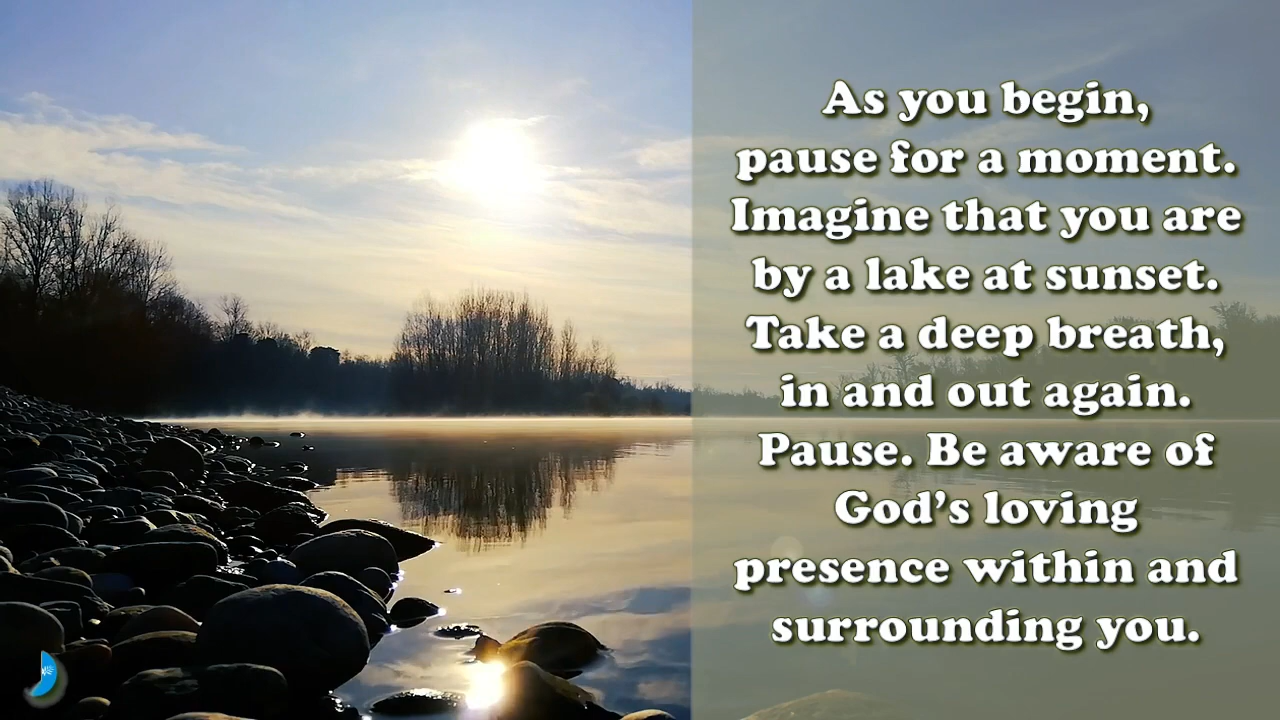 As you begin,
pause for a moment.
Imagine that you are
by a lake at sunset.
Take a deep breath,
in and out again.
Pause. Be aware of
God’s loving
presence within and
surrounding you.